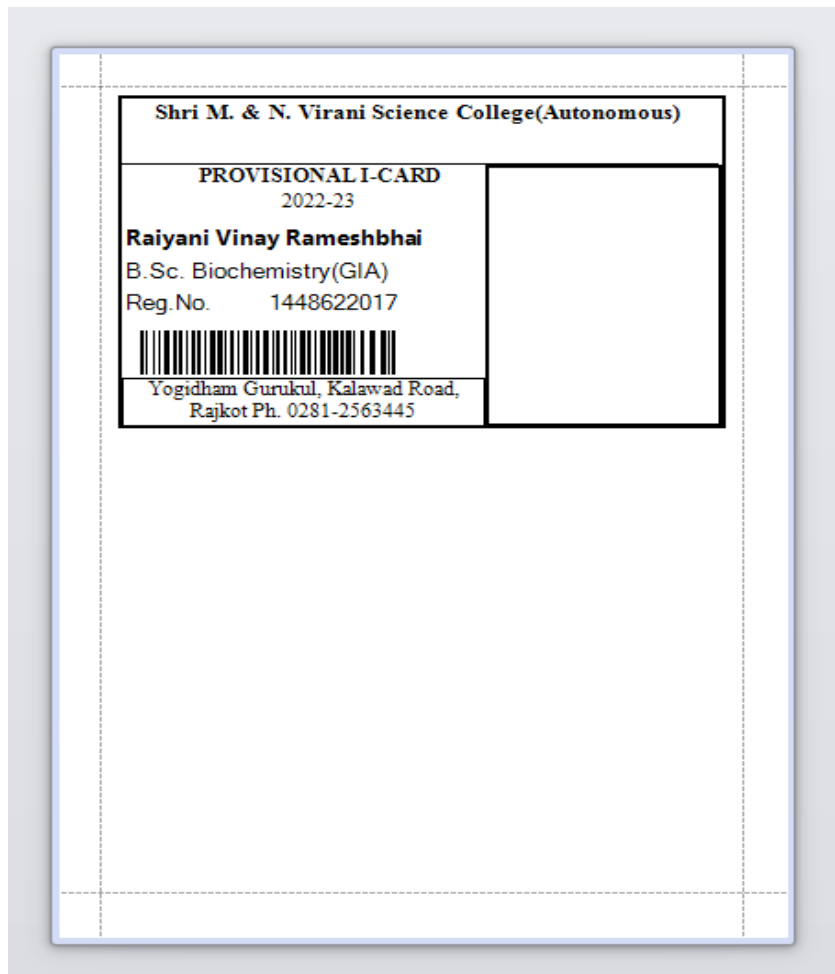 Shri M. & N. Virani Science College(Autonomous)
PROVISIONAL I-CARD
2022-23
Raiyani Vinay Rameshbhai
B.Sc. Biochemistry(GIA)
Reg.No. 1448622017
Yogidham Gurukul, Kalawad Road,
Rajkot Ph. 0281-2563445